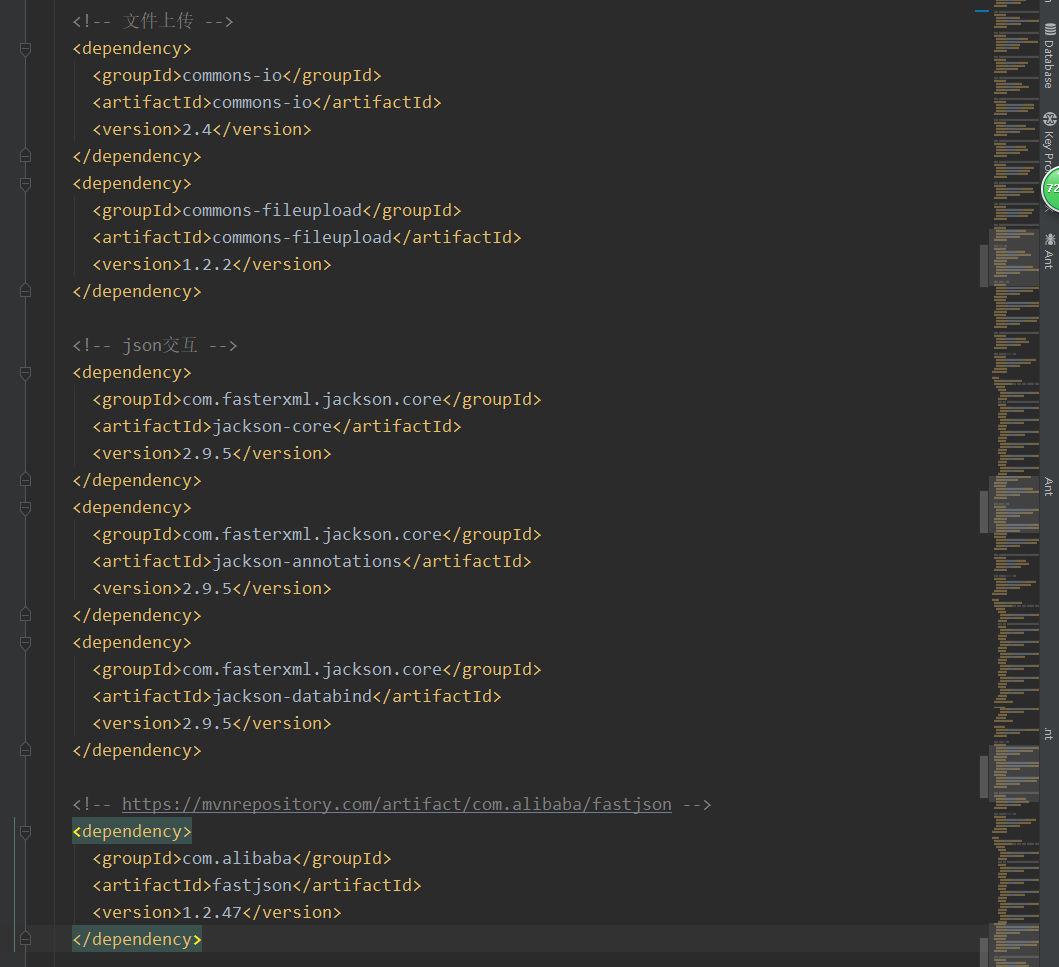 <!-- 文件上传 -->
<dependency>
<groupId>commons-io</groupId>
<artifactId>commons-io</artifactId>
<version>2.4</version>
</dependency>
<dependency>
<groupId>commons-fileupload</groupId>
<artifactId>commons-fileupload</artifactId>
<version>1.2.2</version>
</dependency>
<!-- json交互 -->
<dependency>
<groupId>com.fasterxml.jackson.core</groupId>
<artifactId>jackson-core</artifactId>
<version>2.9.5</version>
</dependency>
<dependency>
<groupId>com.fasterxml.jackson.core</groupId>
<artifactId>jackson-annotations</artifactId>
<version>2.9.5</version>
</dependency>
<dependency>
<groupId>com.fasterxml.jackson.core</groupId>
<artifactId>jackson-databind</artifactId>
<version>2.9.5</version>
</dependency>
<!-- https://mvnrepository.com/artifact/com.alibaba/fastjson -->
<dependency>
<groupId>com.alibaba</groupId>
<artifactId>fastjson</artifactId>
<version>1.2.47</version>
</dependency>
Database
Key Pro
72
Ant
Ant
nt